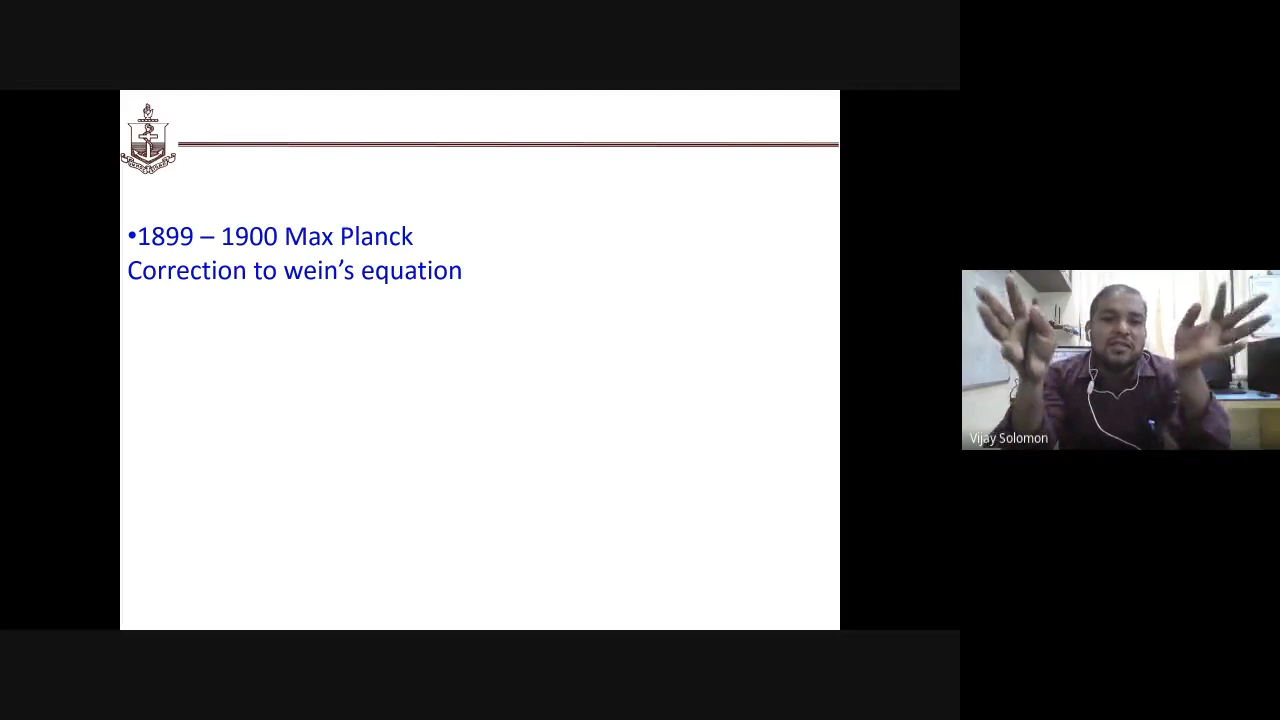 •1899 – 1900 Max Planck
Correction to wein’s equation
Vijay Solomon